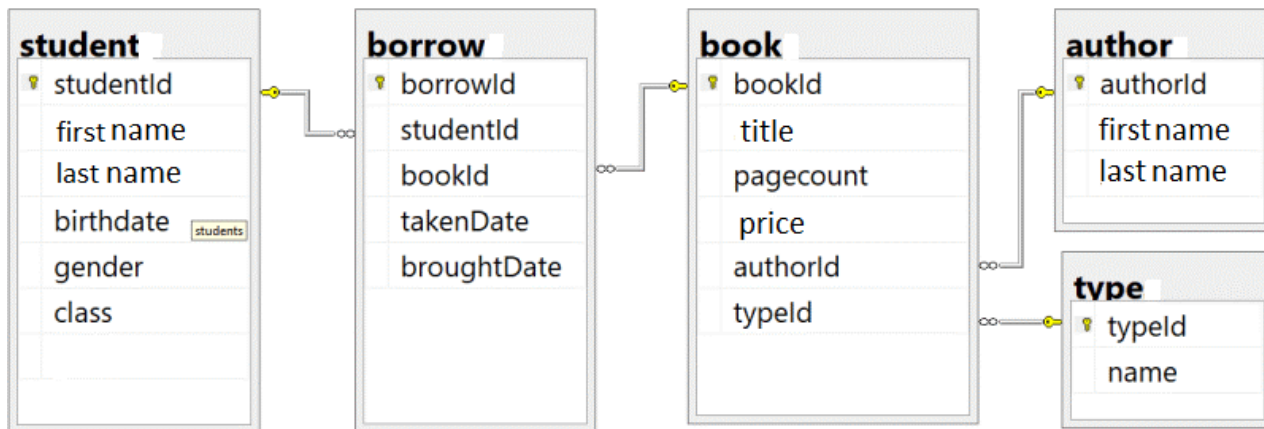 student
studentId
first name
last name
birthdate
students
gender
class
borrow
borrowId
studentId
bookId
takenDate
broughtDate
book
bookId
title
pagecount
price
authorId
typeId
author
authorId
first name
last name
type
typeId
name